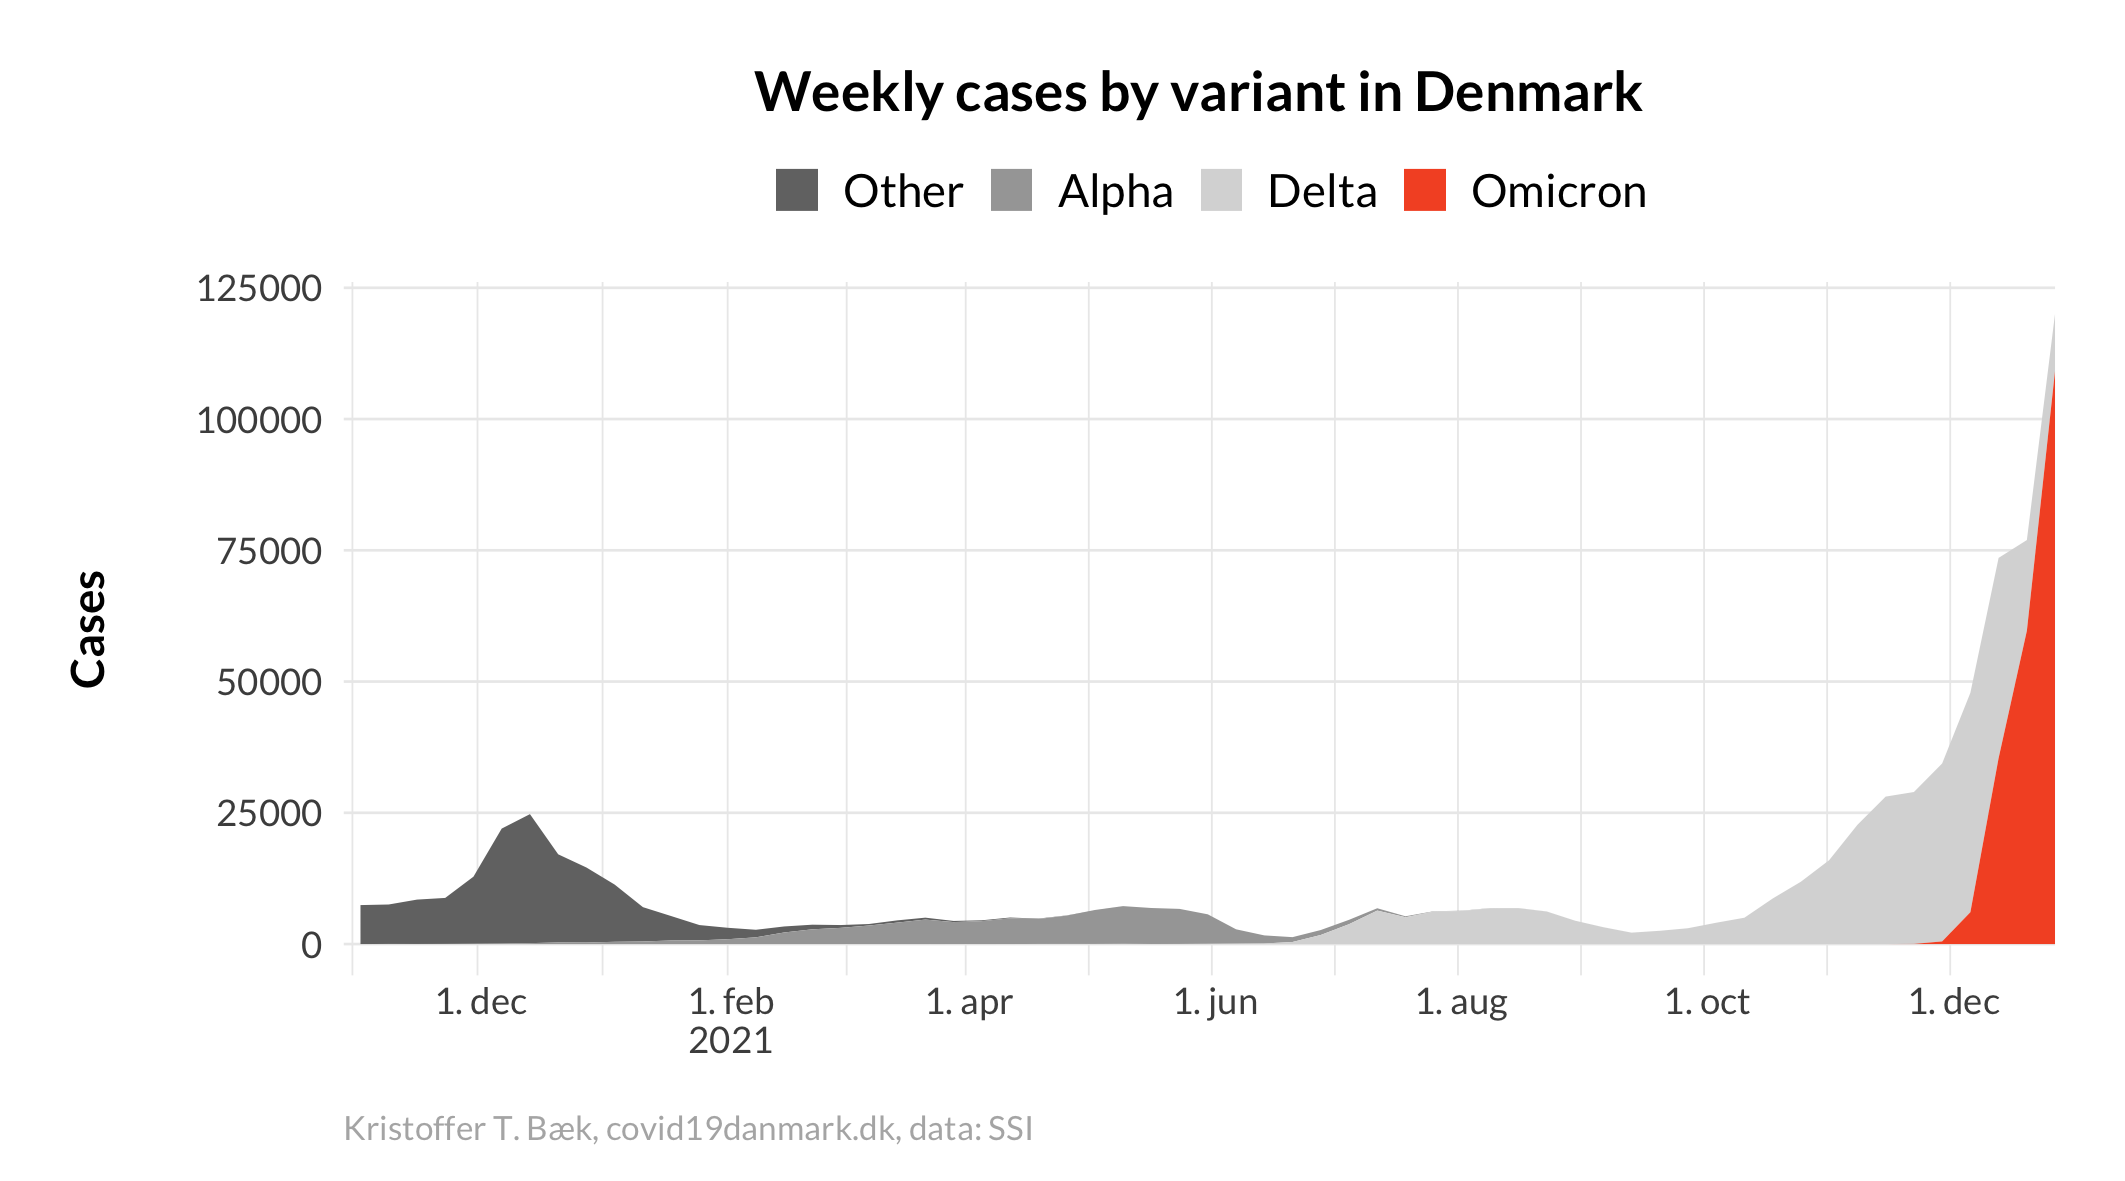 Weekly cases by variant in Denmark
Other Alpha Delta Omicron
125000
100000
75000
50000
25000
0
Cases
1. dec 1. feb 1. apr 1. jun 1. aug 1. oct 1. dec
2021
Kristoffer T. Bæk, covid19danmark.dk, data: SSI